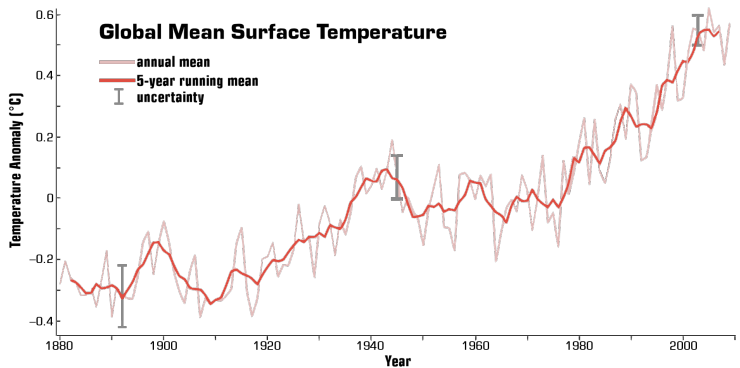 Global Mean Surface Temperature
annual mean
5-year running mean
uncertainty
Temperature Anomaly (°C)
0.6
0.4
0.2
0
−0.2
−0.4
1880 1900 1920 1940 1960 1980 2000
Year